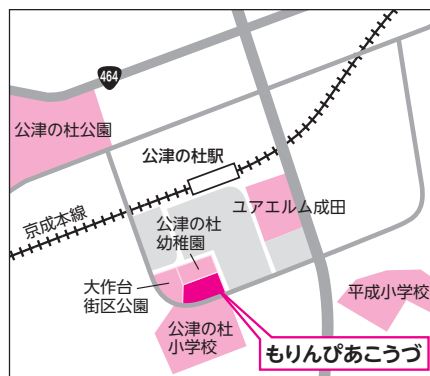 464
公津の杜公園
公津の杜駅
京成本線
ユアエルム成田
公津の杜
幼稚園
大作台
街区公園
平成小学校
公津の杜
小学校
もりんぴあこうづ